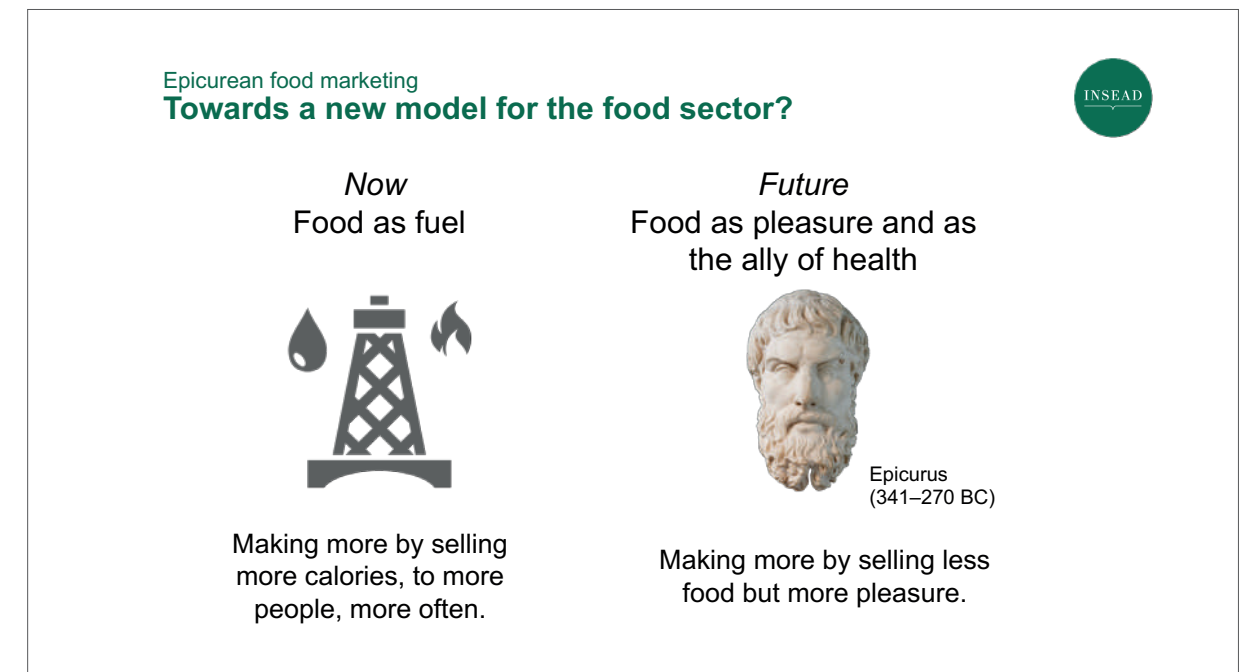 Epicurean food marketing
Towards a new model for the food sector?
INSEAD
Now
Food as fuel
Future
Food as pleasure and as
the ally of health
Epicurus
(341–270 BC)
Making more by selling
more calories, to more
people, more often.
Making more by selling less
food but more pleasure.